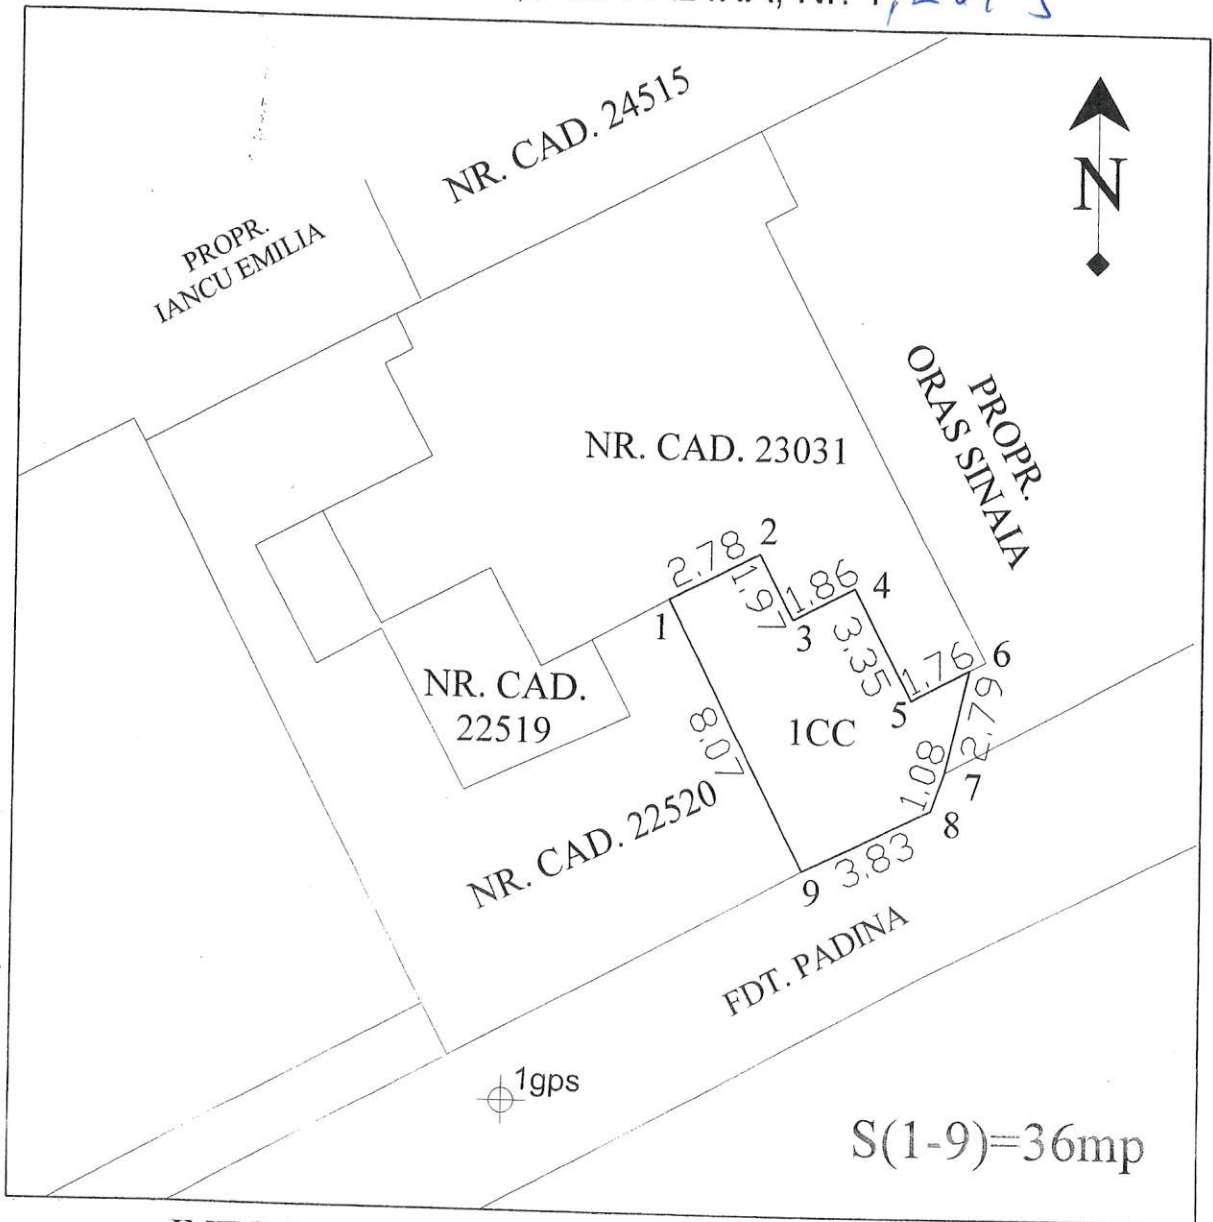 NR. 1
NR. CAD. 24515
N
PROPR.
IANCU EMILIA
PROPR.
ORAS SINAIA
NR. CAD. 23031
2
2.78
1.97
1.86
4
1
3
3.35
1.76
6
NR. CAD.
22519
5
2.79
1CC
8.07
1.08
7
NR. CAD. 22520
8
3.83
9
FDT. PADINA
1gps
S(1-9)=36mp